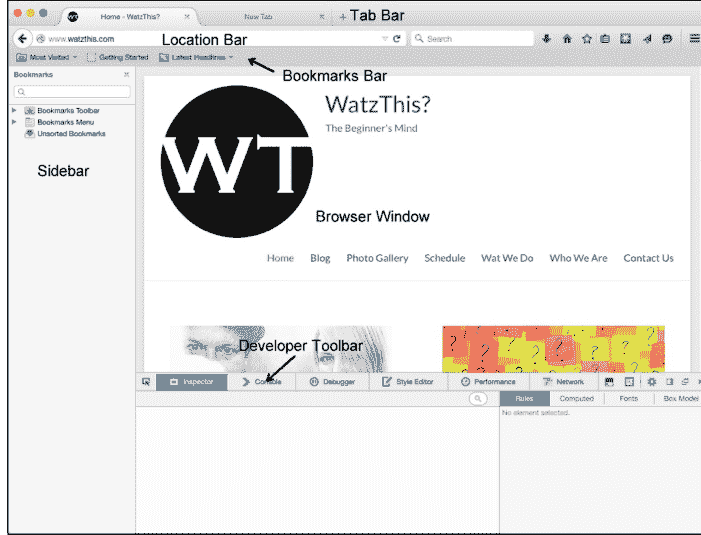 Home - WatzThis?
New Tab
Tab Bar
www.watzthis.com
Location Bar
Search
Most Visited
Getting Started
Latest Headlines
Bookmarks Bar
Bookmarks
WatzThis?
The Beginner's Mind
Bookmarks Toolbar
Bookmarks Menu
Unsorted Bookmarks
WT
Sidebar
Browser Window
Home Blog Photo Gallery Schedule Wat We Do Who We Are Contact Us
? ? ? ? ? ?
Developer Toolbar
Inspector Console Debugger Style Editor Performance Network
Rules Computed Fonts Box Model
No element selected.